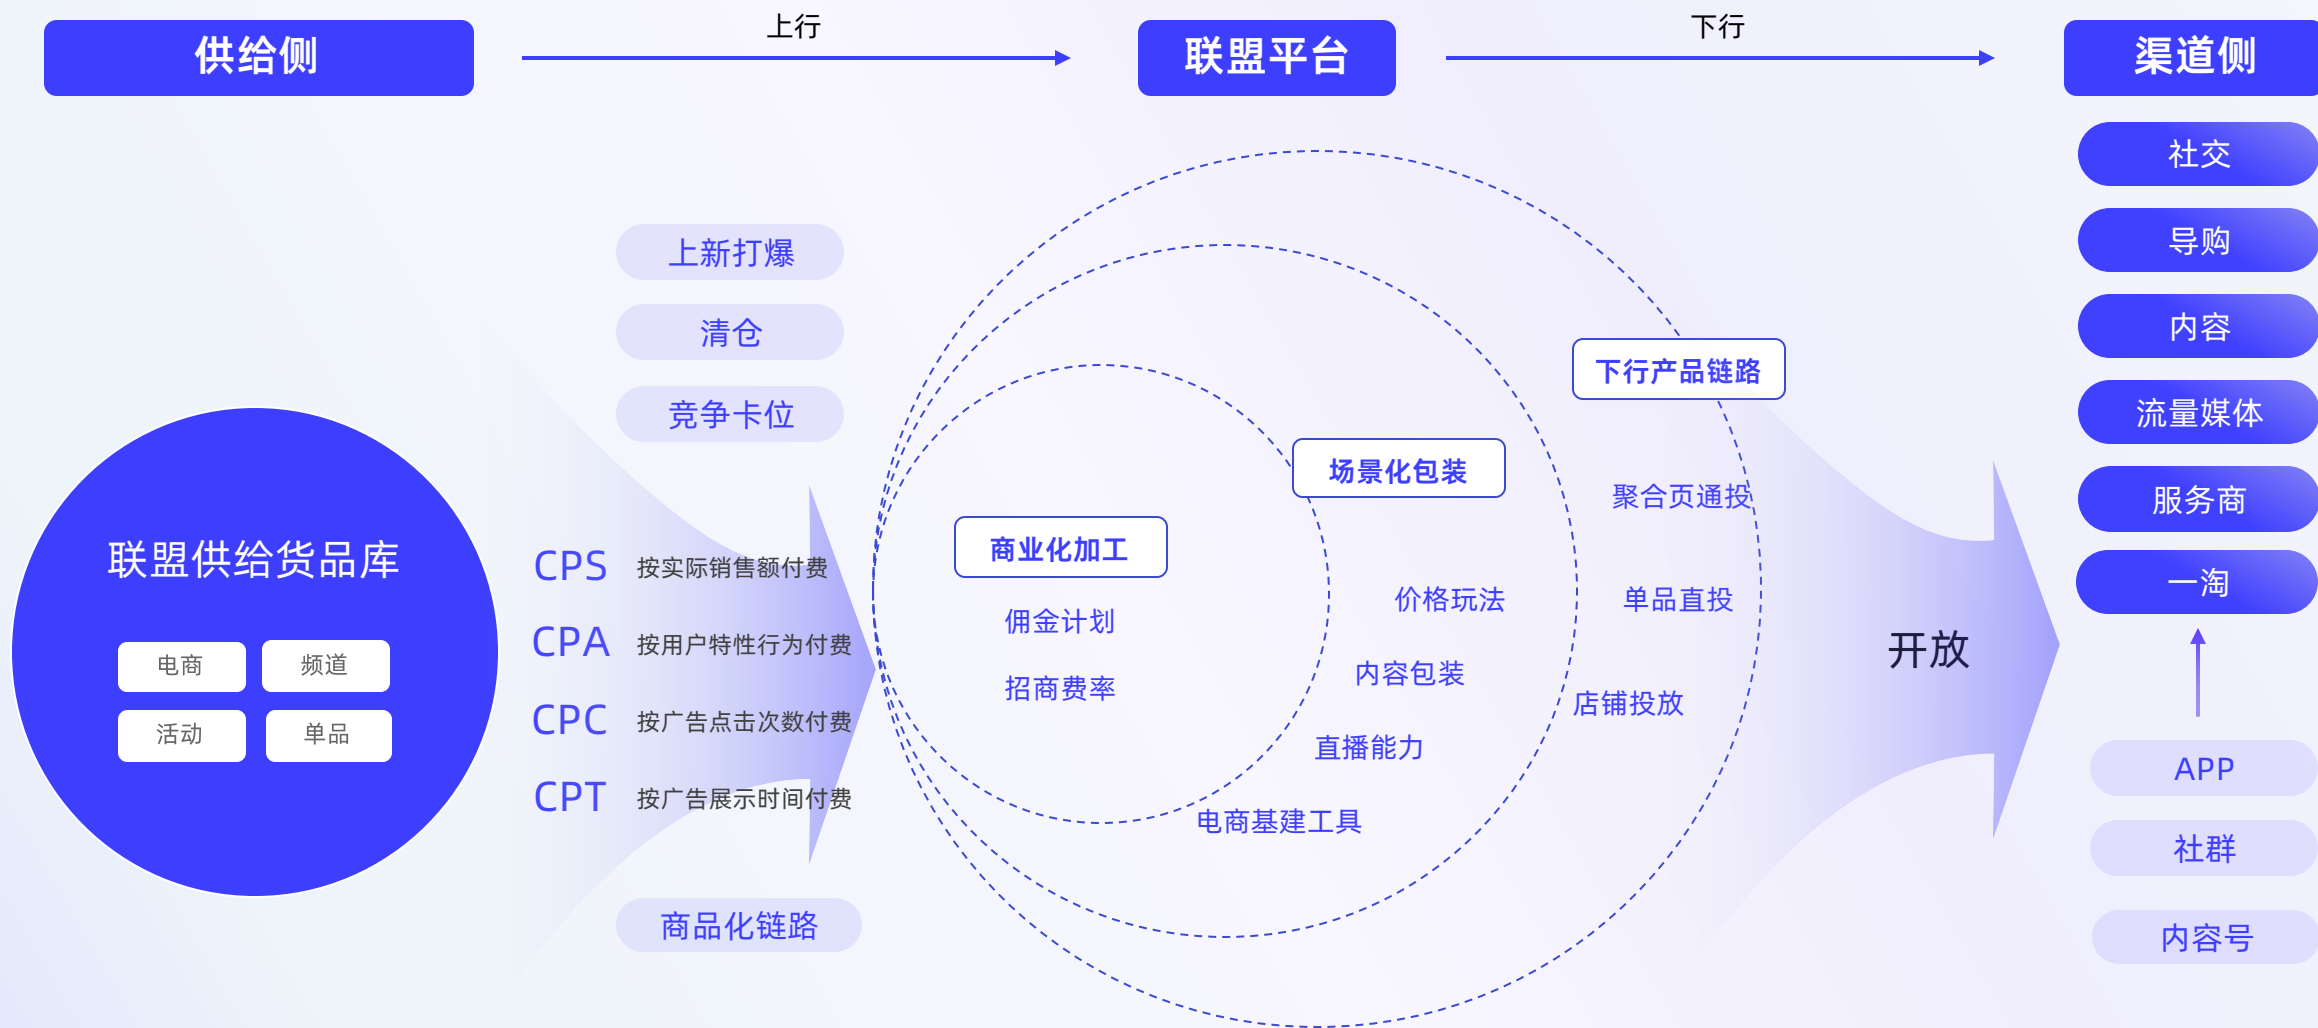 供给侧
上行
联盟平台
下行
渠道侧
联盟供给货品库
电商
频道
活动
单品
上新打爆
清仓
竞争卡位
CPS 按实际销售额付费
CPA 按用户特性行为付费
CPC 按广告点击次数付费
CPT 按广告展示时间付费
商品化链路
商业化加工
佣金计划
招商费率
场景化包装
价格玩法
内容包装
直播能力
电商基建工具
下行产品链路
聚合页通投
单品直投
店铺投放
开放
社交
导购
内容
流量媒体
服务商
一淘
APP
社群
内容号